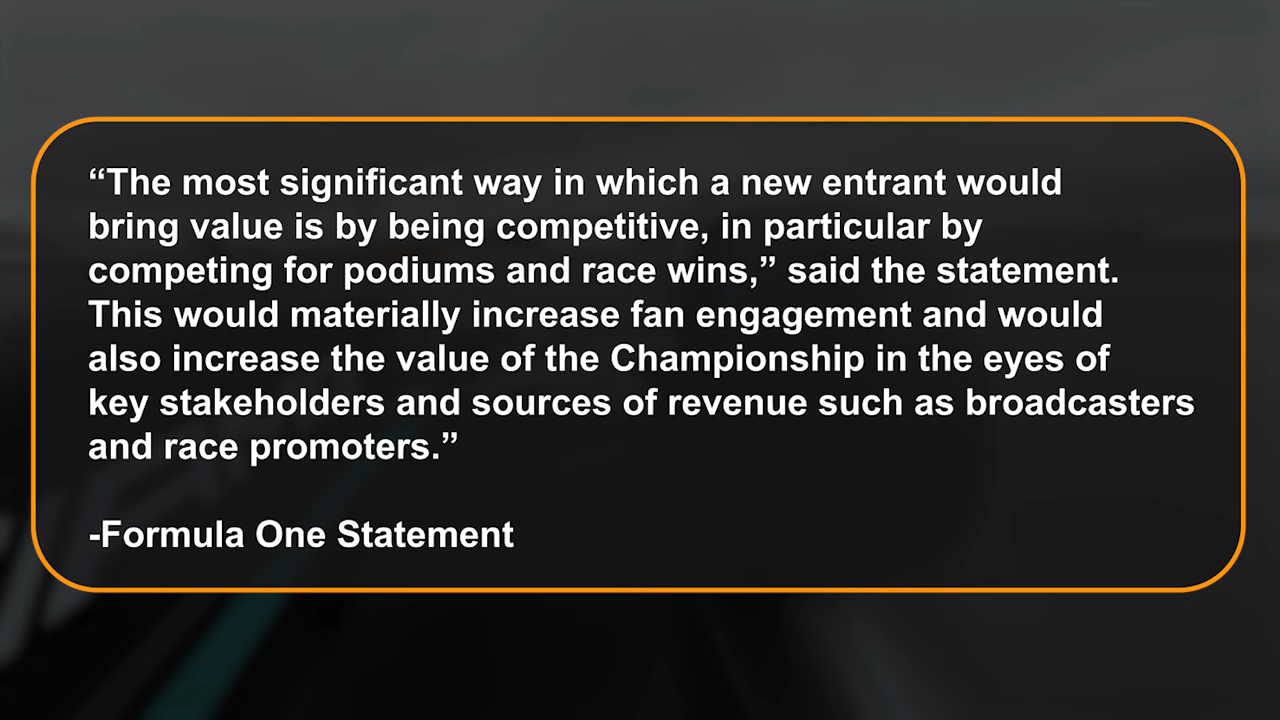 “The most significant way in which a new entrant would
bring value is by being competitive, in particular by
competing for podiums and race wins,” said the statement.
This would materially increase fan engagement and would
also increase the value of the Championship in the eyes of
key stakeholders and sources of revenue such as broadcasters
and race promoters.”
-Formula One Statement